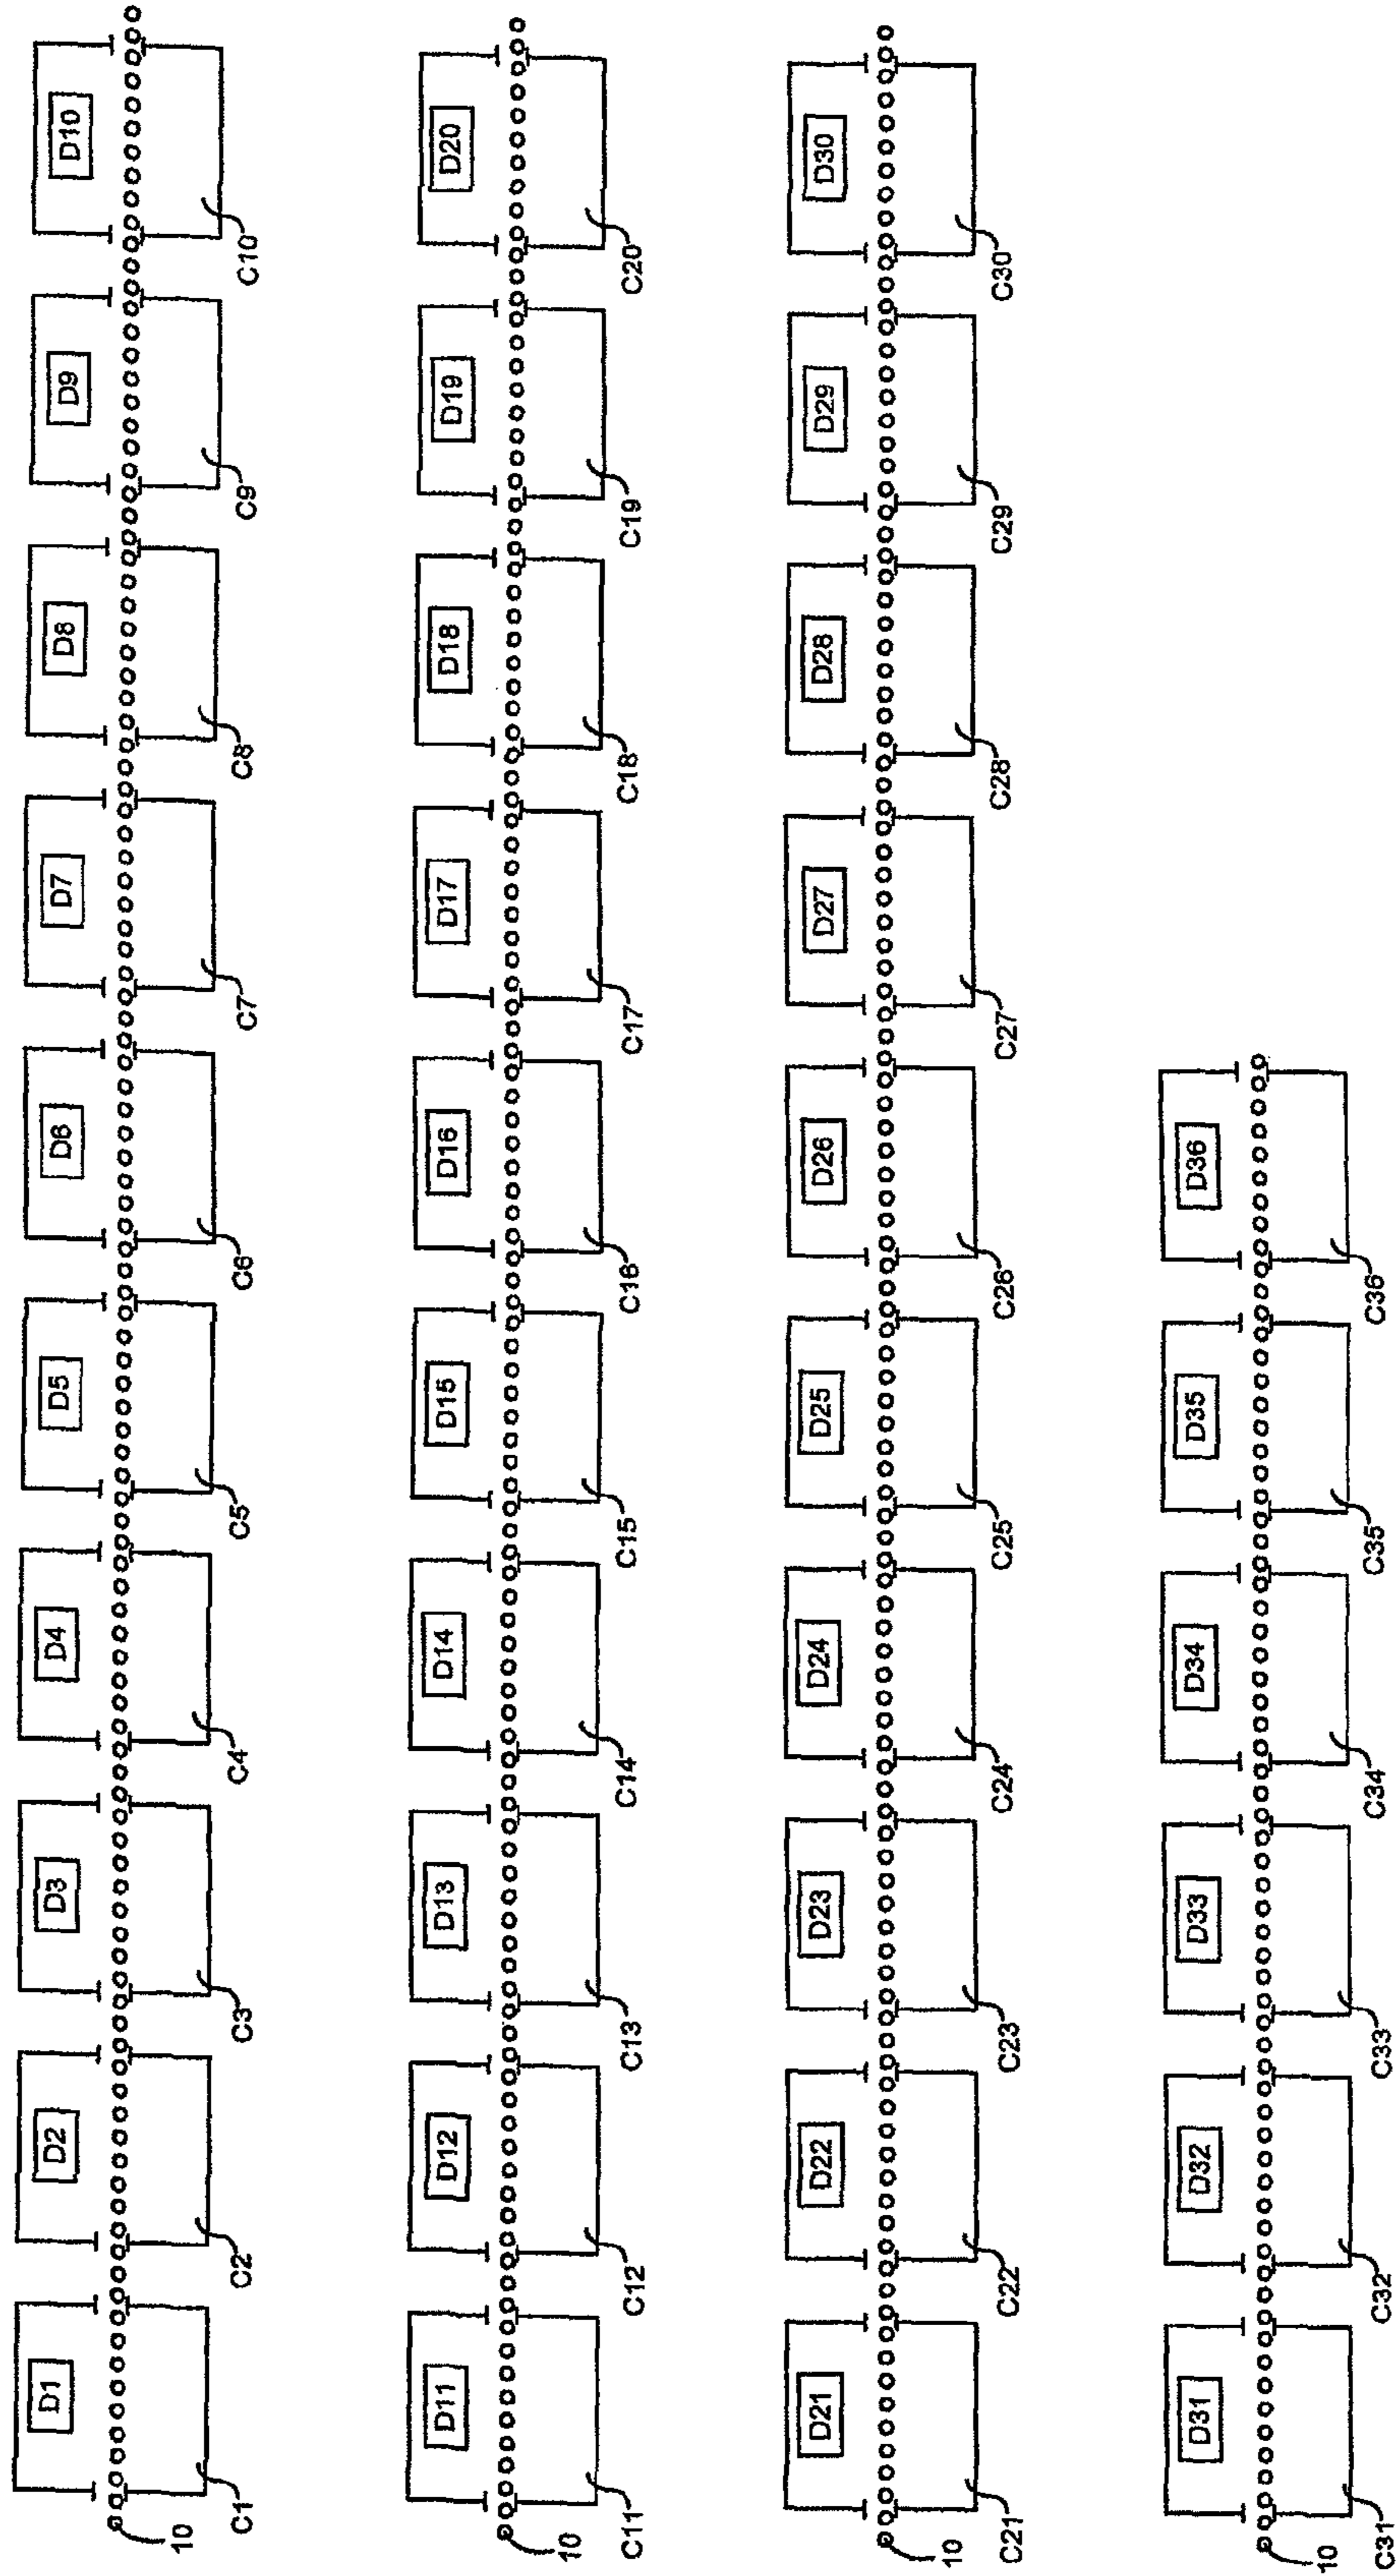 D1 D2 D3 D4 D5 D6 D7 D8 D9 D10
10 C1 C2 C3 C4 C5 C6 C7 C8 C9 C10
D11 D12 D13 D14 D15 D16 D17 D18 D19 D20
10 C11 C12 C13 C14 C15 C16 C17 C18 C19 C20
D21 D22 D23 D24 D25 D26 D27 D28 D29 D30
10 C21 C22 C23 C24 C25 C26 C27 C28 C29 C30
D31 D32 D33 D34 D35 D36
10 C31 C32 C33 C34 C35 C36